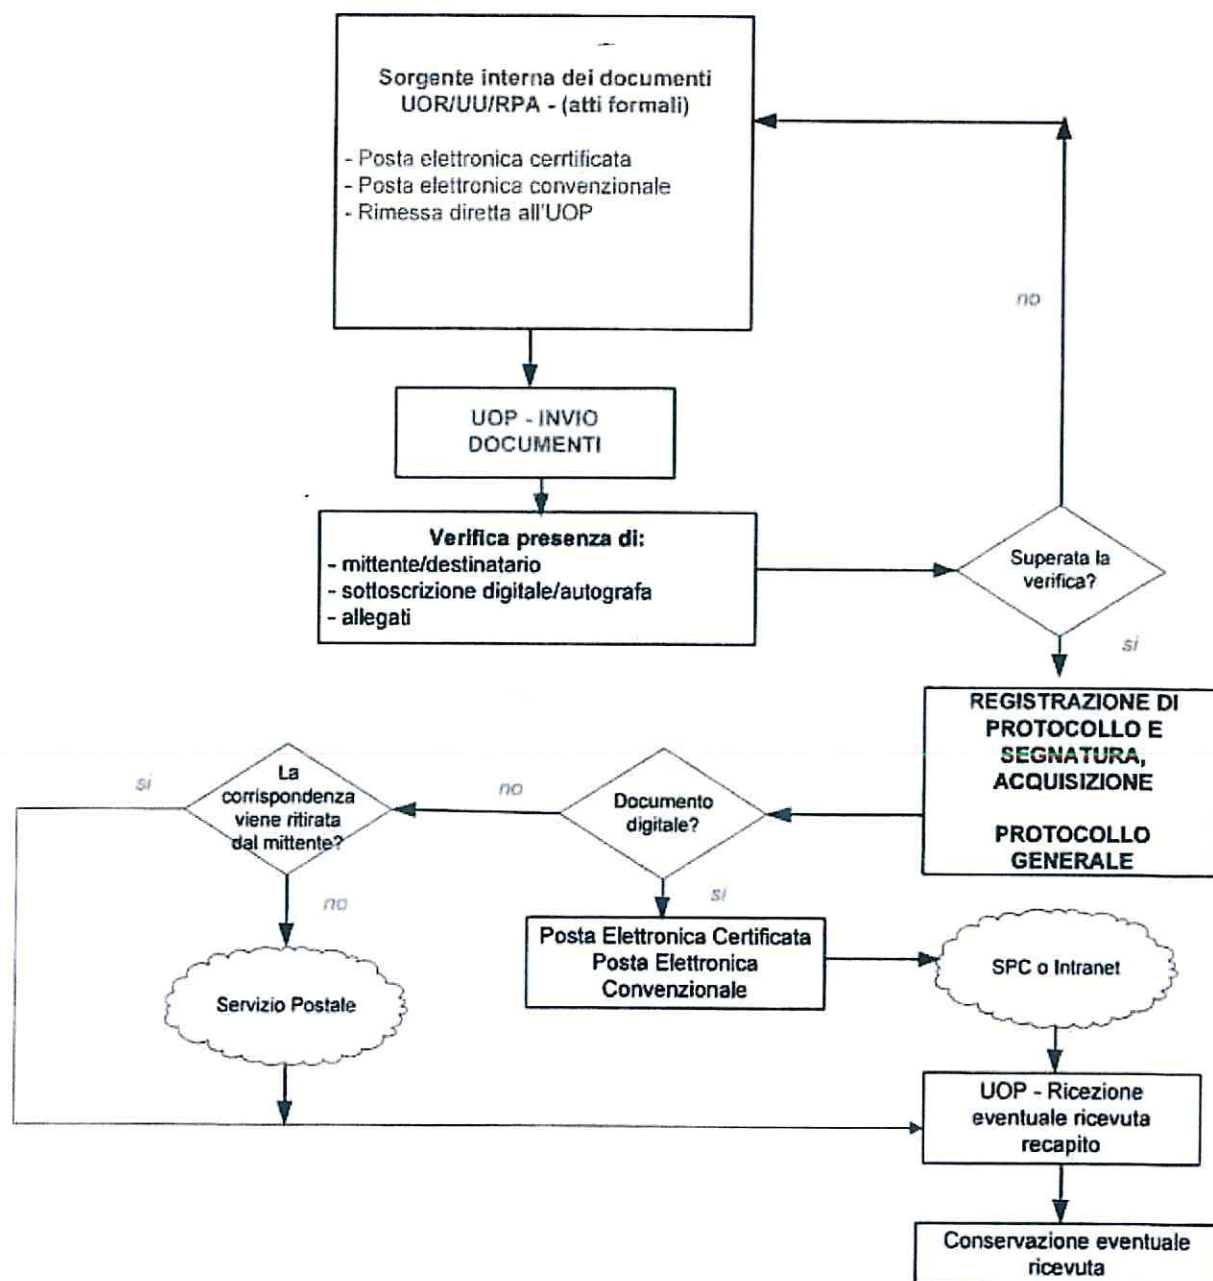 Sorgente interna dei documenti
UOR/UU/RPA - (atti formali)
- Posta elettronica cerrtificata
- Posta elettronica convenzionale
- Rimessa diretta all'UOP
no
UOP - INVIO
DOCUMENTI
Verifica presenza di:
- mittente/destinatario
- sottoscrizione digitale/autografa
- allegati
Superata la
verifica?
si
REGISTRAZIONE DI
PROTOCOLLO E
SEGNATURA,
ACQUISIZIONE
PROTOCOLLO
GENERALE
Documento
digitale?
no
La
corrispondenza
viene ritirata
dal mittente?
si
no
Servizio Postale
si
Posta Elettronica Certificata
Posta Elettronica
Convenzionale
SPC o Intranet
UOP - Ricezione
eventuale ricevuta
recapito
Conservazione eventuale
ricevuta